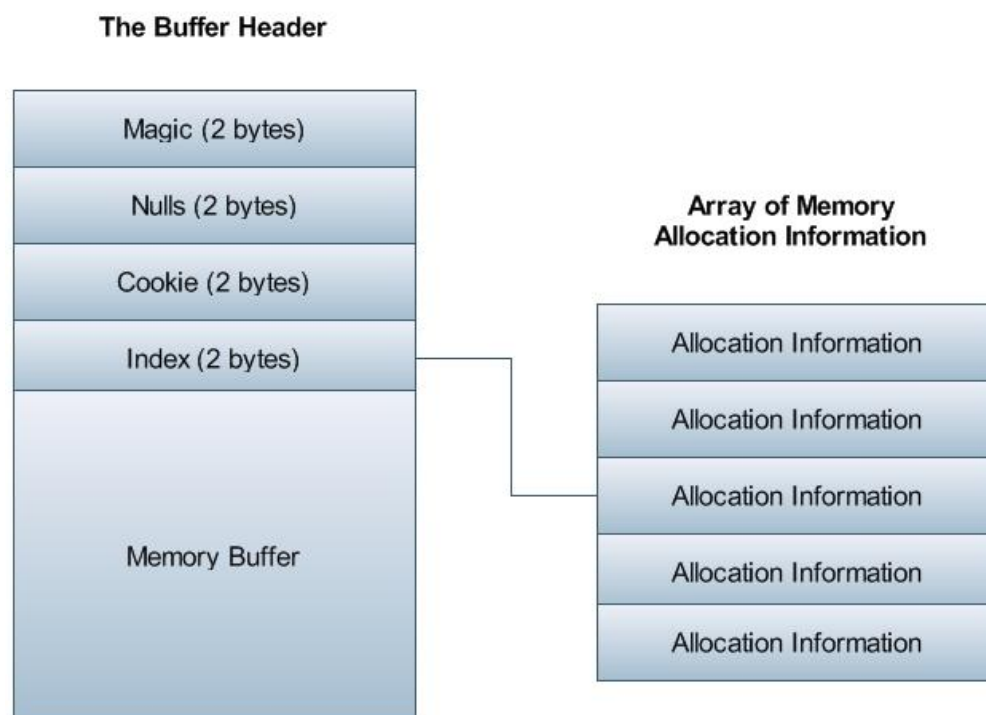 The Buffer Header
Magic (2 bytes)
Nulls (2 bytes)
Cookie (2 bytes)
Index (2 bytes)
Memory Buffer
Array of Memory
Allocation Information
Allocation Information
Allocation Information
Allocation Information
Allocation Information
Allocation Information